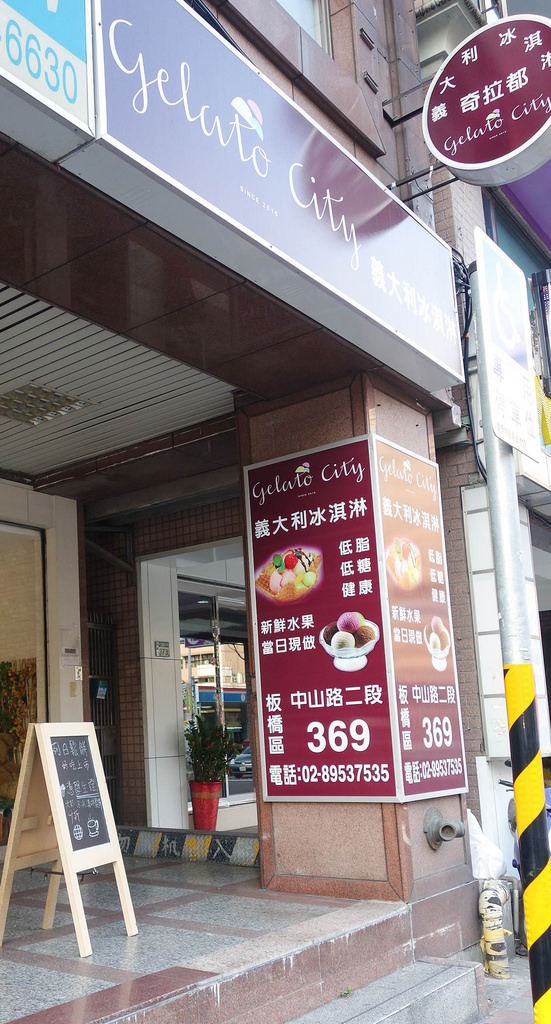 -6630
Gelato City
SINCE 2015
義大利冰淇淋
義大利冰淇淋
奇拉都
Gelato City
Gelato City
SINCE 2015
義大利冰淇淋
低脂
低糖
健康
新鮮水果
當日現做
板橋區
中山路二段
369
電話:02-89537535
Gelato City
義大利冰淇淋
低脂
低糖
健康
新鮮水果
當日現做
板橋區
中山路二段
369
電話:02-89537535